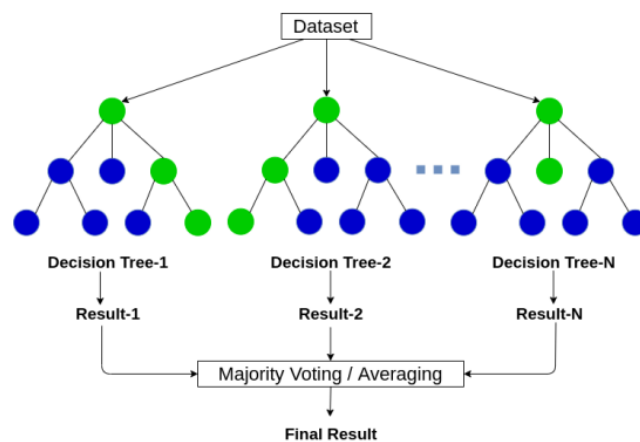 Dataset
Decision Tree-1
Decision Tree-2
Decision Tree-N
Result-1
Result-2
Result-N
Majority Voting / Averaging
Final Result